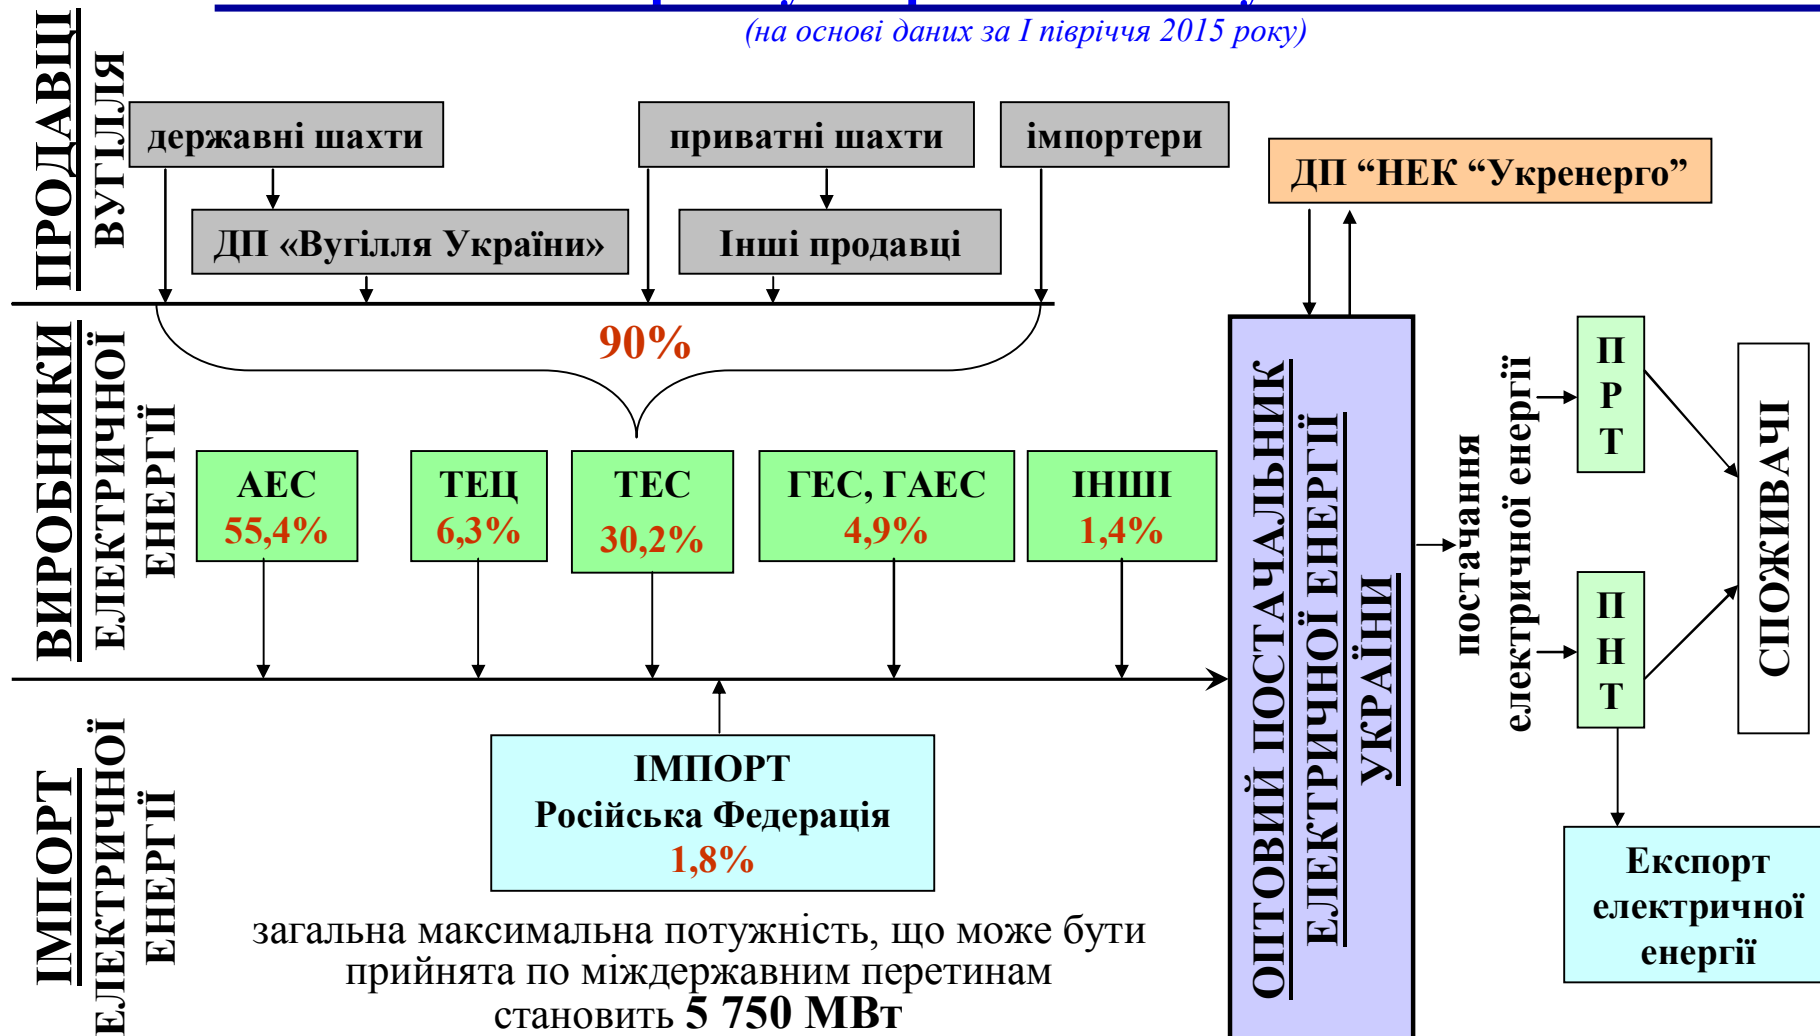 (на основі даних за І півріччя 2015 року)
ПРОДАВЦІ
ВУГІЛЛЯ
державні шахти
приватні шахти
імпортери
ДП «Вугілля України»
Інші продавці
ДП “НЕК “Укренерго”
90%
ВИРОБНИКИ
ЕЛЕКТРИЧНОЇ
ЕНЕРГІЇ
АЕС
55,4%
ТЕЦ
6,3%
ТЕС
30,2%
ГЕС, ГАЕС
4,9%
ІНШІ
1,4%
ІМПОРТ
ЕЛЕКТРИЧНОЇ
ЕНЕРГІЇ
ІМПОРТ
Російська Федерація
1,8%
загальна максимальна потужність, що може бути
прийнята по міждержавним перетинам
становить 5 750 МВт
ОПТОВИЙ ПОСТАЧАЛЬНИК
ЕЛЕКТРИЧНОЇ ЕНЕРГІЇ
УКРАЇНИ
постачання
електричної енергії
П
Р
Т
П
Н
Т
СПОЖИВАЧІ
Експорт
електричної
енергії